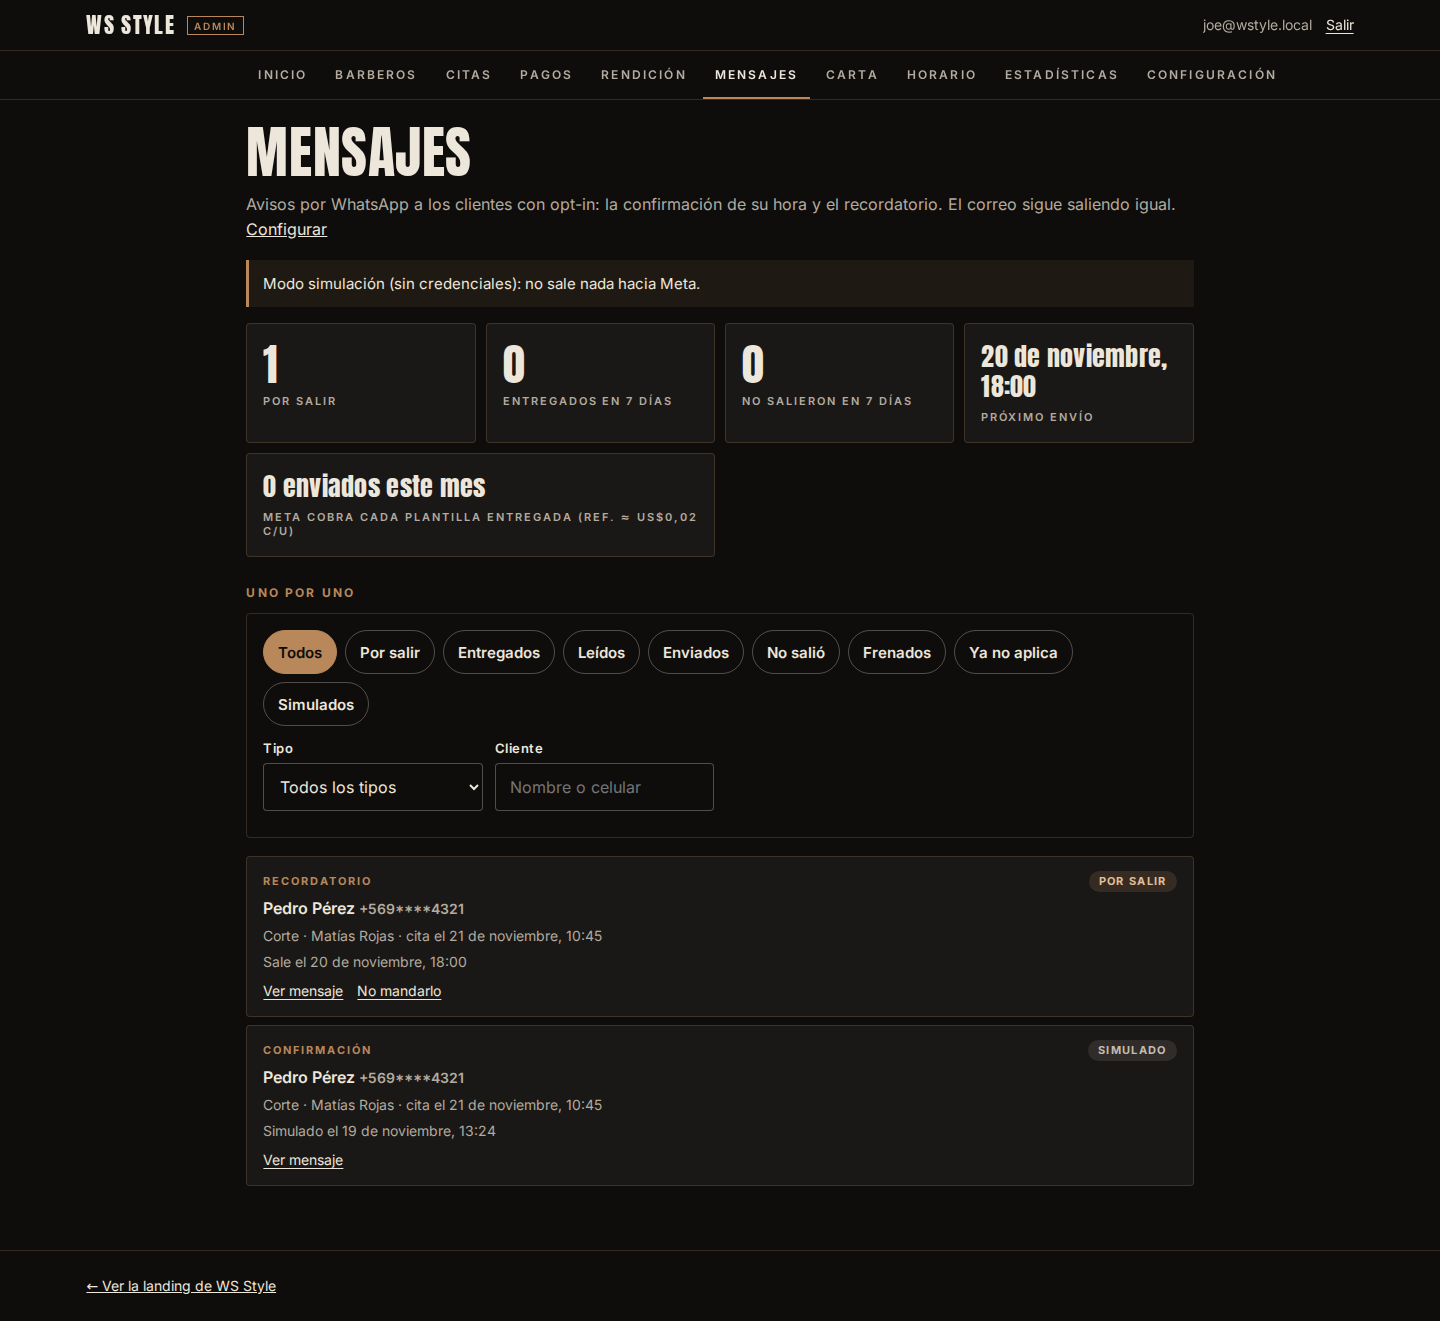 WS STYLE ADMIN
joe@wstyle.local Salir
INICIO BARBEROS CITAS PAGOS RENDICIÓN MENSAJES CARTA HORARIO ESTADÍSTICAS CONFIGURACIÓN
MENSAJES
Avisos por WhatsApp a los clientes con opt-in: la confirmación de su hora y el recordatorio. El correo sigue saliendo igual.
Configurar
Modo simulación (sin credenciales): no sale nada hacia Meta.
1
POR SALIR
0
ENTREGADOS EN 7 DÍAS
0
NO SALIERON EN 7 DÍAS
20 de noviembre,
18:00
PRÓXIMO ENVÍO
0 enviados este mes
META COBRA CADA PLANTILLA ENTREGADA (REF. ≈ US$0,02
C/U)
UNO POR UNO
Todos Por salir Entregados Leídos Enviados No salió Frenados Ya no aplica
Simulados
Tipo Cliente
Todos los tipos Nombre o celular
RECORDATORIO POR SALIR
Pedro Pérez +569****4321
Corte · Matías Rojas · cita el 21 de noviembre, 10:45
Sale el 20 de noviembre, 18:00
Ver mensaje No mandarlo
CONFIRMACIÓN SIMULADO
Pedro Pérez +569****4321
Corte · Matías Rojas · cita el 21 de noviembre, 10:45
Simulado el 19 de noviembre, 13:24
Ver mensaje
← Ver la landing de WS Style